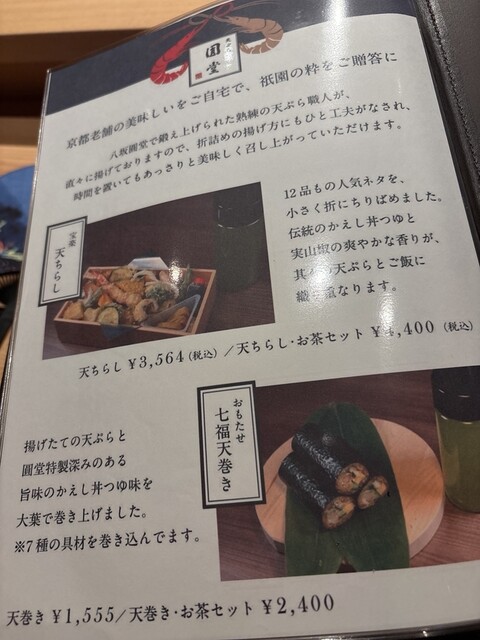 天ぷら
圓堂
京都老舗の美味しいをご自宅で、祇園の粋をご贈答に
八坂圓堂で鍛え上げられた熟練の天ぷら職人が、
直々に揚げておりますので、折詰めの揚げ方にもひと工夫がなされ、
時間を置いてもあっさりと美味しく召し上がっていただけます。
宝楽
天ちらし
12品もの人気ネタを、
小さく折にちりばめました。
伝統のかえし丼つゆと
実山椒の爽やかな香りが、
天ぷらとご飯に
なります。
天ちらし ¥3,564(税込)/天ちらし・お茶セット ¥4,400(税込)
おもたせ
七福天巻き
揚げたての天ぷらと
圓堂特製深みのある
旨味のかえし丼つゆ味を
大葉で巻き上げました。
※7種の具材を巻き込んでます。
天巻き ¥1,555/天巻き・お茶セット ¥2,400